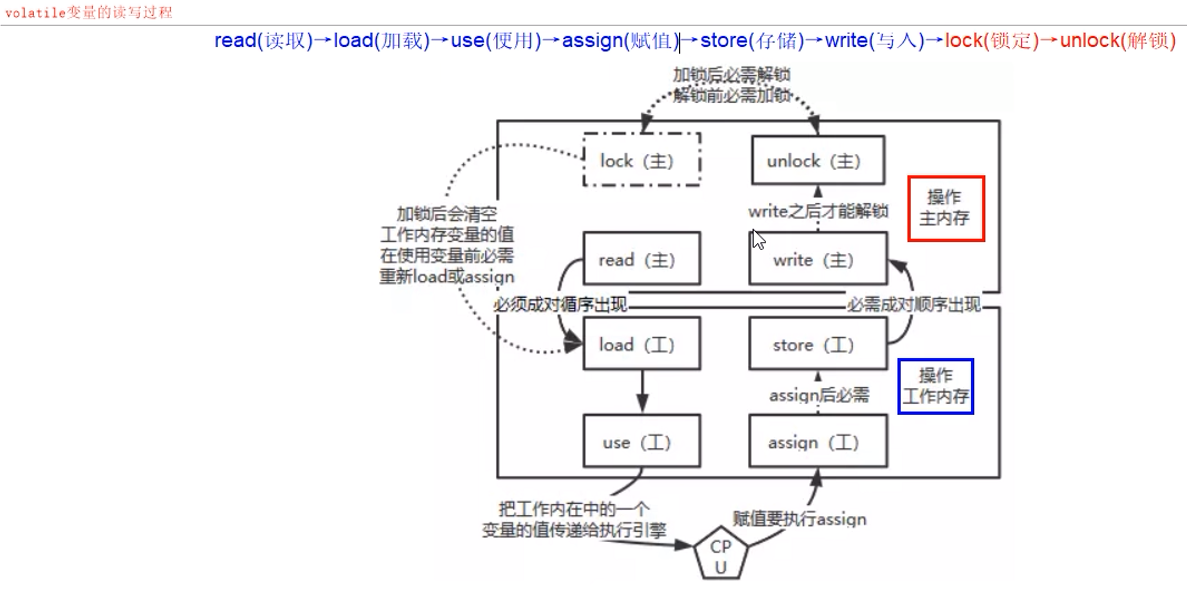 volatile变量的读写过程
read(读取)→load(加载)→use(使用)→assign(赋值)→store(存储)→write(写入)→lock(锁定)→unlock(解锁)
加锁后必需解锁
解锁前必需加锁
lock（主）
unlock（主）
操作
主内存
write之后才能解锁
加锁后会清空
工作内存变量的值
在使用变量前必需
重新load或assign
read（主）
write（主）
必须成对循序出现
必需成对顺序出现
load（工）
store（工）
操作
工作内存
assign后必需
use（工）
assign（工）
把工作内在中的一个
变量的值传递给执行引擎
赋值要执行assign
CP
U